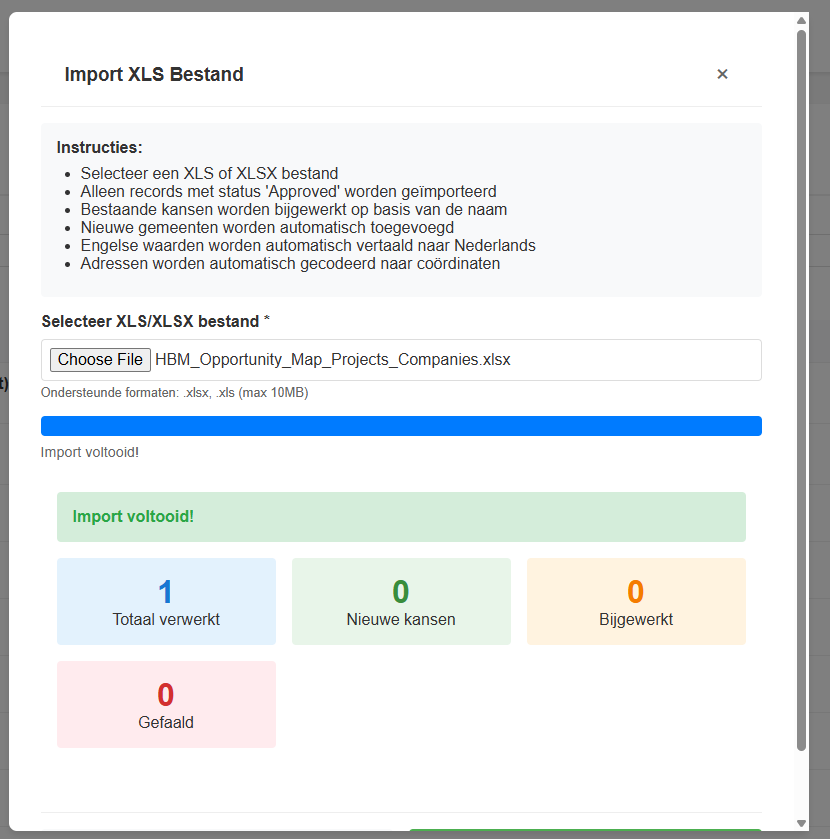 Import XLS Bestand
×
Instructies:
• Selecteer een XLS of XLSX bestand
• Alleen records met status 'Approved' worden geïmporteerd
• Bestaande kansen worden bijgewerkt op basis van de naam
• Nieuwe gemeenten worden automatisch toegevoegd
• Engelse waarden worden automatisch vertaald naar Nederlands
• Adressen worden automatisch gecodeerd naar coördinaten
Selecteer XLS/XLSX bestand *
t)
Choose File HBM_Opportunity_Map_Projects_Companies.xlsx
Ondersteunde formaten: .xlsx, .xls (max 10MB)
Import voltooid!
Import voltooid!
1
Totaal verwerkt
0
Nieuwe kansen
0
Bijgewerkt
0
Gefaald